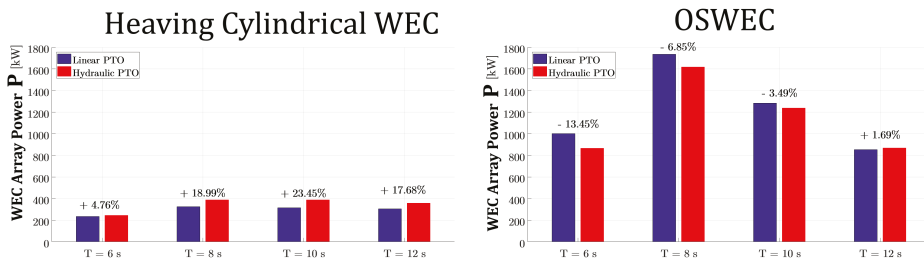 Heaving Cylindrical WEC
WEC Array Power P [kW]
1800
1600
1400
1200
1000
800
600
400
200
0
Linear PTO
Hydraulic PTO
+ 4.76%
+ 18.99%
+ 23.45%
+ 17.68%
T = 6 s
T = 8 s
T = 10 s
T = 12 s
OSWEC
WEC Array Power P [kW]
1800
1600
1400
1200
1000
800
600
400
200
0
Linear PTO
Hydraulic PTO
- 13.45%
- 6.85%
- 3.49%
+ 1.69%
T = 6 s
T = 8 s
T = 10 s
T = 12 s